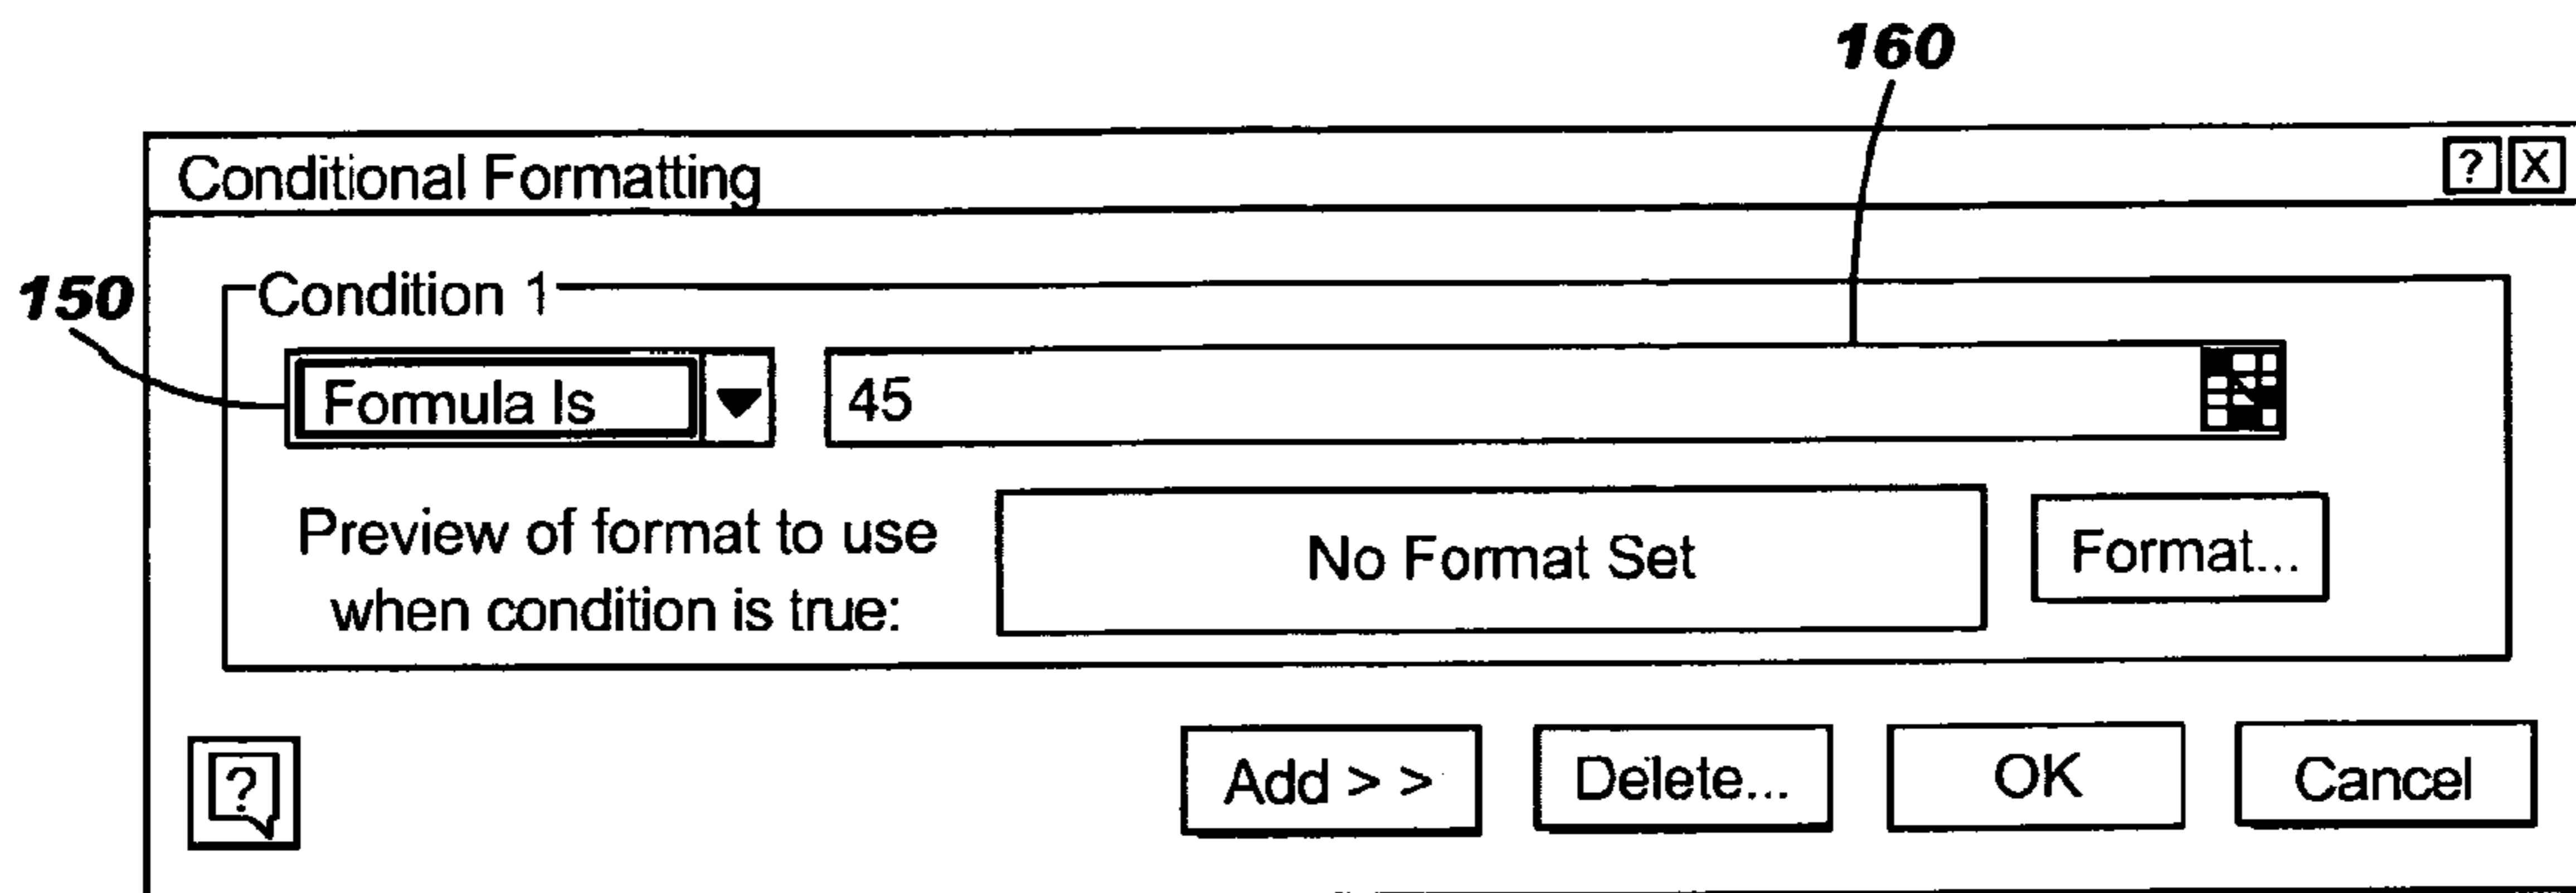 160
Conditional Formatting ? X
150
Condition 1
Formula Is 45
Preview of format to use
when condition is true:
No Format Set
Format...
? Add > > Delete... OK Cancel